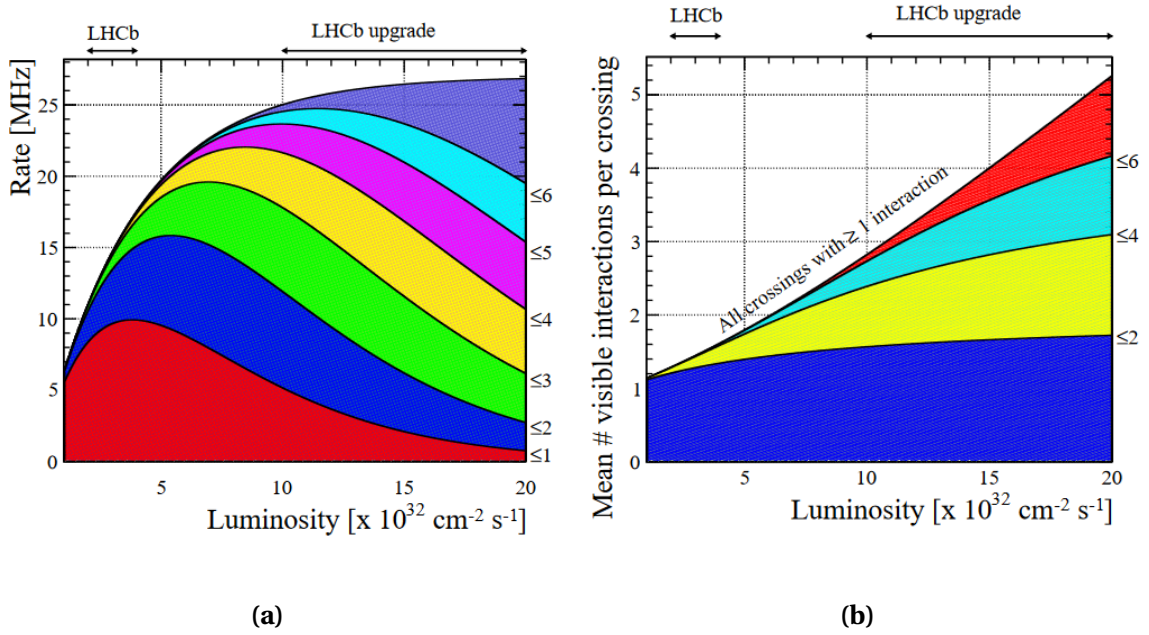 LHCb
LHCb upgrade
Rate [MHz]
25
20
15
10
5
0
≤6
≤5
≤4
≤3
≤2
≤1
5
10
15
20
Luminosity [x 10³² cm⁻² s⁻¹]
(a)
LHCb
LHCb upgrade
Mean # visible interactions per crossing
5
4
3
2
1
0
All crossings with ≥ 1 interaction
≤6
≤4
≤2
5
10
15
20
Luminosity [x 10³² cm⁻² s⁻¹]
(b)